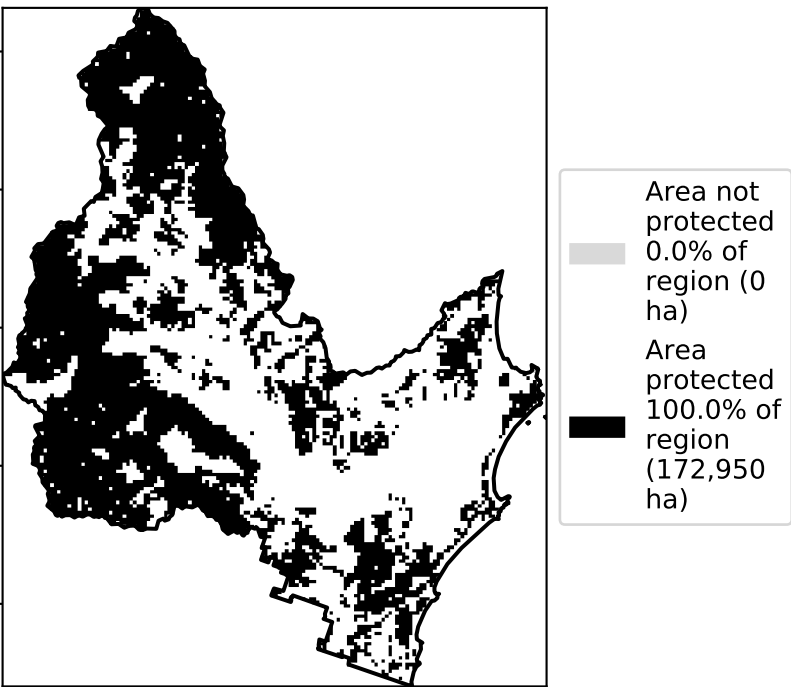 Area not
protected
0.0% of
region (0
ha)
Area
protected
100.0% of
region
(172,950
ha)